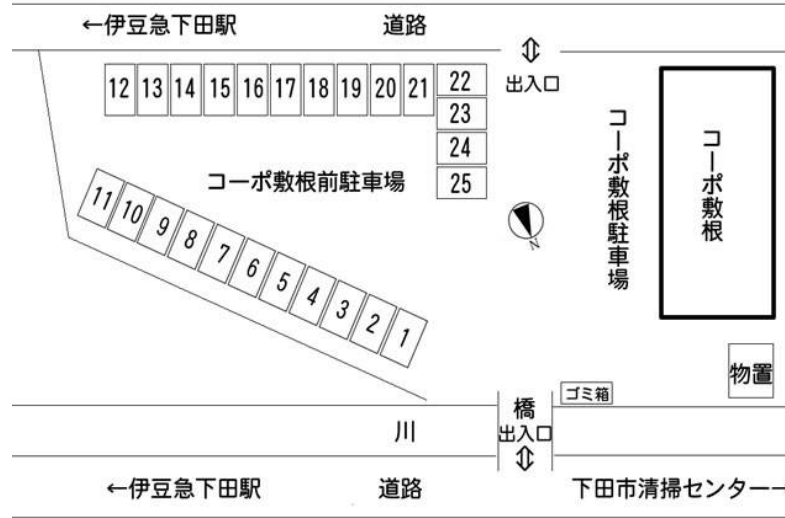 ←伊豆急下田駅
道路
⇕
出入口
12 13 14 15 16 17 18 19 20 21
22
23
24
25
コーポ敷根前駐車場
コーポ敷根駐車場
コーポ敷根
11 10 9 8 7 6 5 4 3 2 1
N
物置
ゴミ箱
橋
出入口
⇕
川
←伊豆急下田駅
道路
下田市清掃センター→